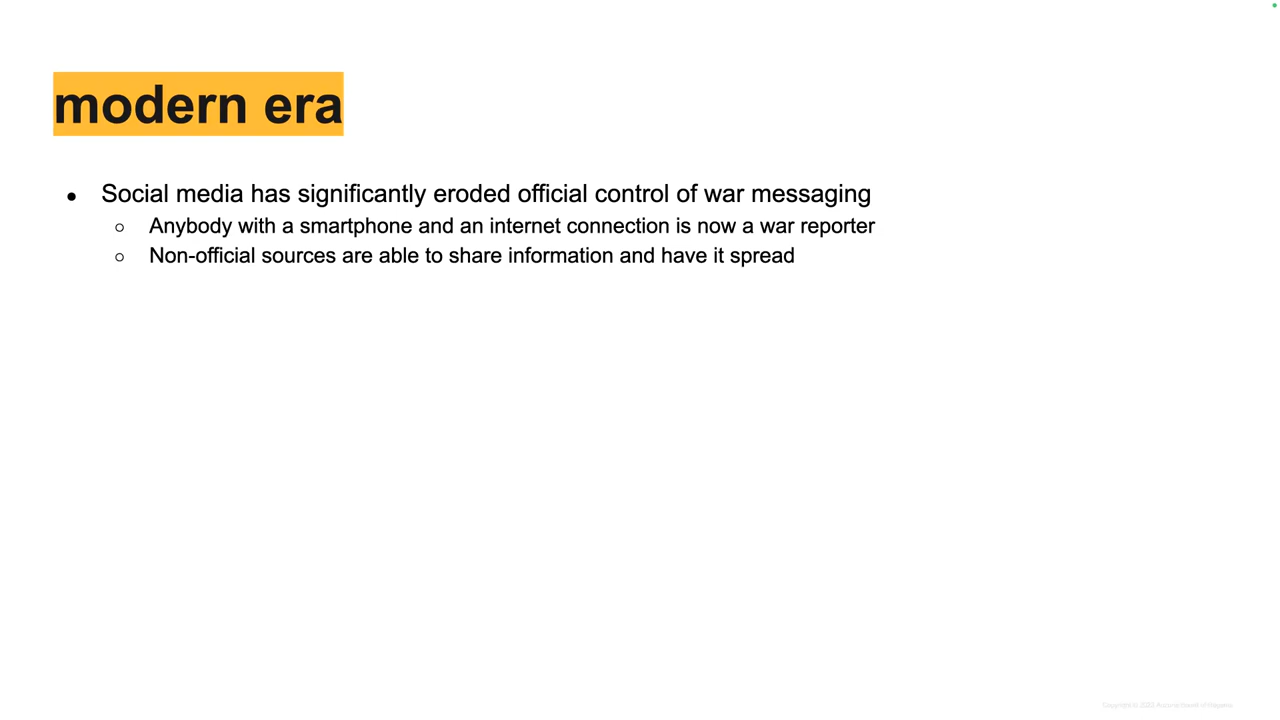 modern era
● Social media has significantly eroded official control of war messaging
○ Anybody with a smartphone and an internet connection is now a war reporter
○ Non-official sources are able to share information and have it spread
Copyright ©